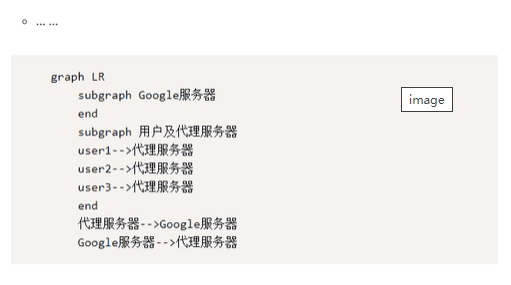 ... ...
graph LR
image
subgraph Google服务器
end
subgraph 用户及代理服务器
user1-->代理服务器
user2-->代理服务器
user3-->代理服务器
end
代理服务器-->Google服务器
Google服务器-->代理服务器